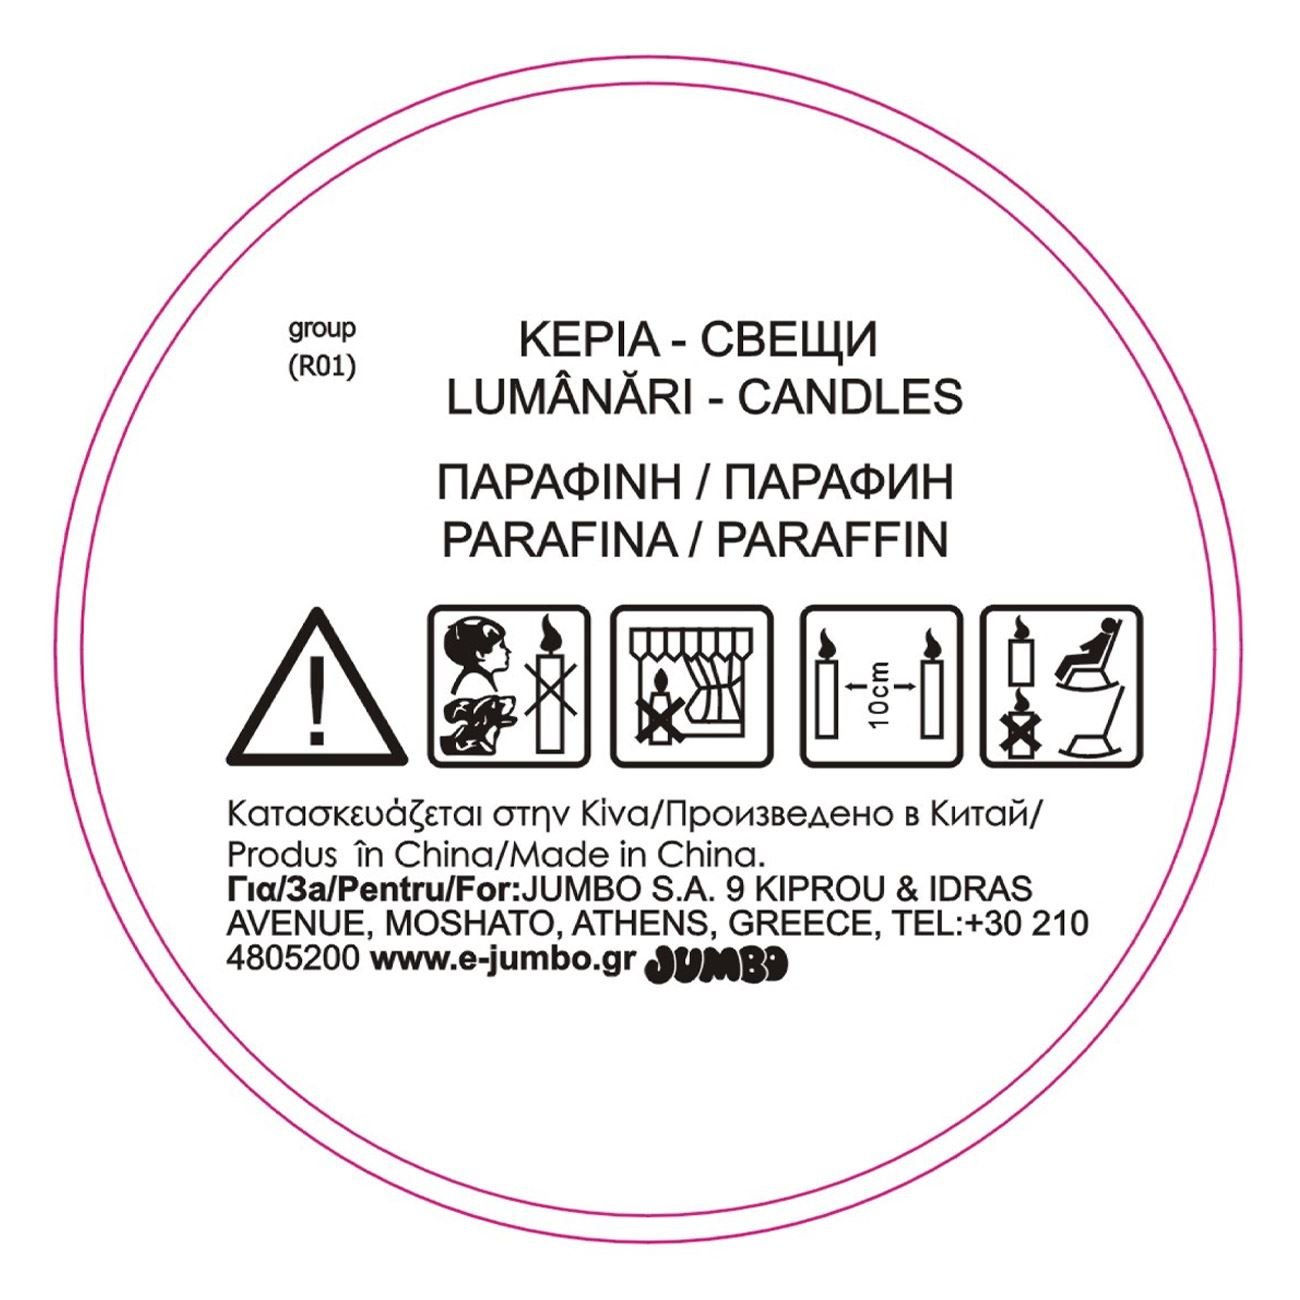 group
(R01)
ΚΕΡΙΑ - СВЕЩИ
LUMÂNĂRI - CANDLES
ΠΑΡΑΦΙΝΗ / ПАРАФИН
PARAFINA / PARAFFIN
10cm
Κατασκευάζεται στην Κίνα/Произведено в Китай/
Produs în China/Made in China.
Για/За/Pentru/For:JUMBO S.A. 9 KIPROU & IDRAS
AVENUE, MOSHATO, ATHENS, GREECE, TEL:+30 210
4805200 www.e-jumbo.gr JUMBO